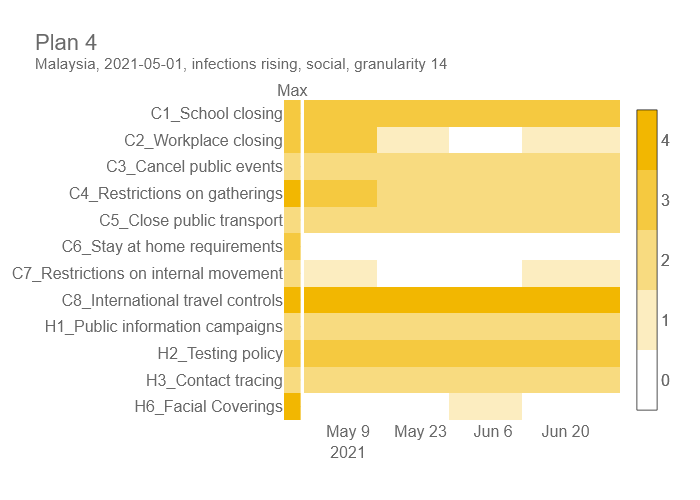 Plan 4
Malaysia, 2021-05-01, infections rising, social, granularity 14
Max
C1_School closing
C2_Workplace closing
C3_Cancel public events
C4_Restrictions on gatherings
C5_Close public transport
C6_Stay at home requirements
C7_Restrictions on internal movement
C8_International travel controls
H1_Public information campaigns
H2_Testing policy
H3_Contact tracing
H6_Facial Coverings
May 9 May 23 Jun 6 Jun 20
2021
4
3
2
1
0